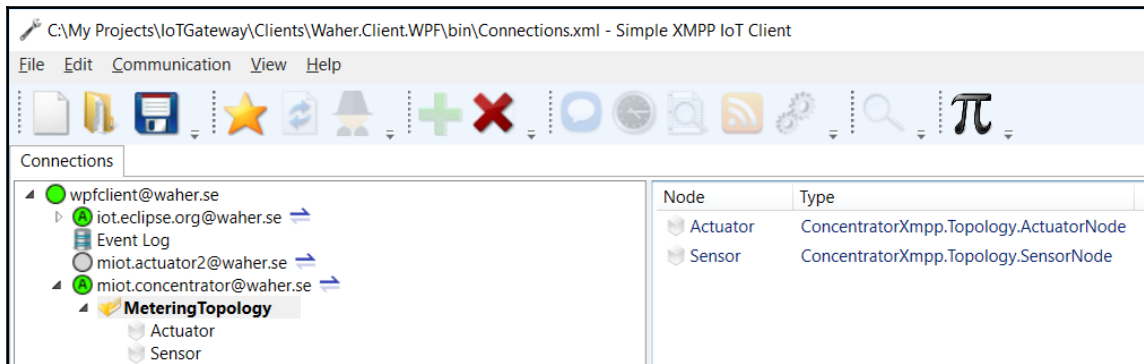 C:\My Projects\IoTGateway\Clients\Waher.Client.WPF\bin\Connections.xml - Simple XMPP IoT Client
File Edit Communication View Help
π
Connections
wpfclient@waher.se
A iot.eclipse.org@waher.se
Event Log
miot.actuator2@waher.se
A miot.concentrator@waher.se
MeteringTopology
Actuator
Sensor
Node Type
Actuator ConcentratorXmpp.Topology.ActuatorNode
Sensor ConcentratorXmpp.Topology.SensorNode